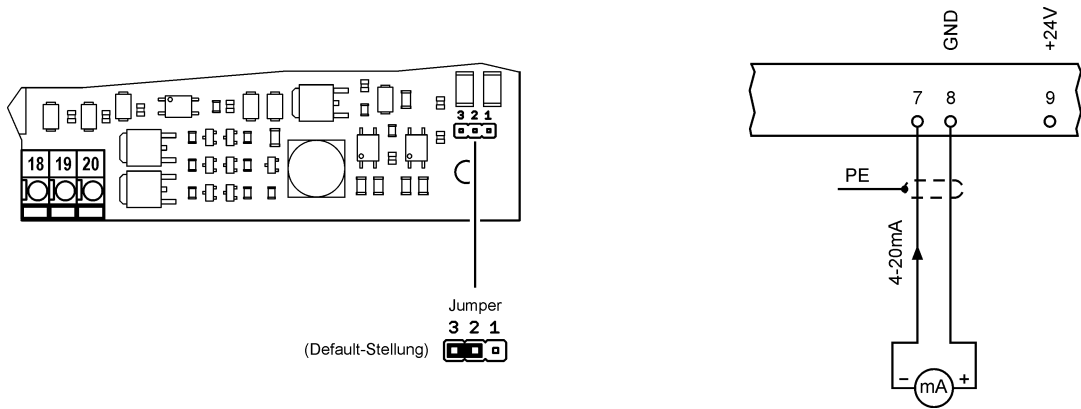 3 2 1
18 19 20
Jumper
3 2 1
(Default-Stellung)
GND
+24V
7 8 9
PE
4-20mA
− mA +